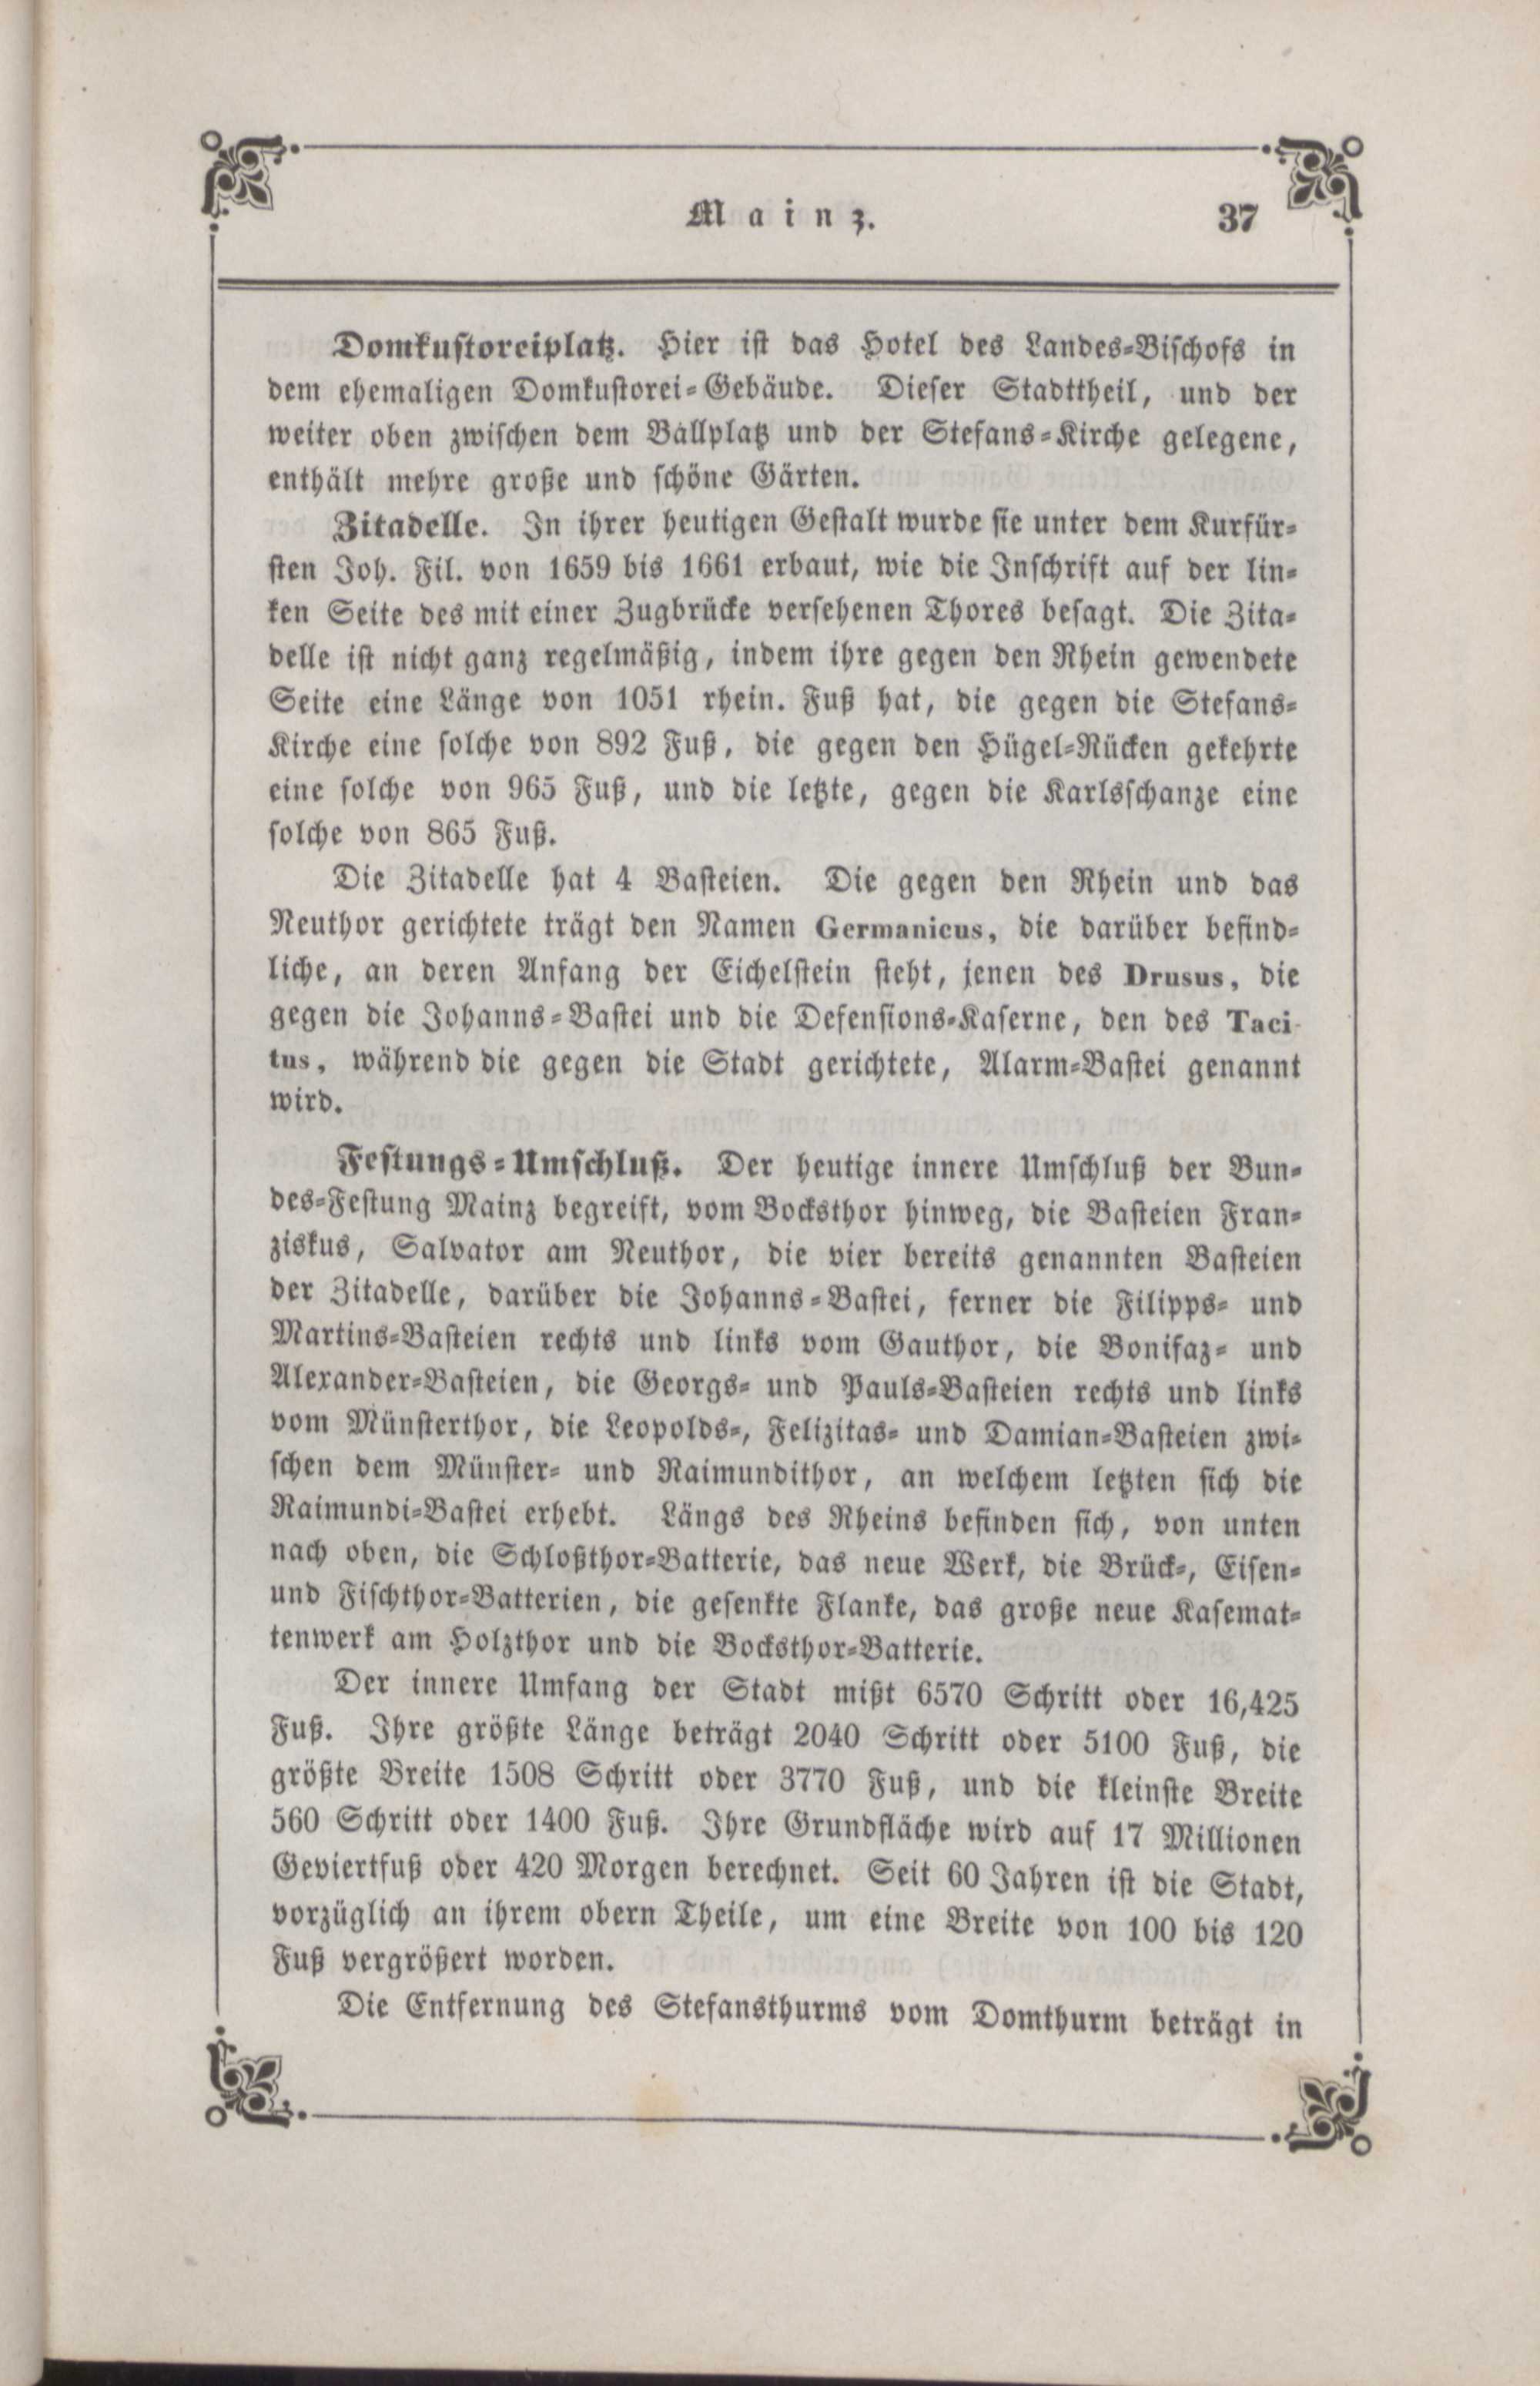 Mainz.
37
Domkustoreiplatz. Hier ist das Hotel des Landes-Bischofs in
dem ehemaligen Domkustorei-Gebäude. Dieser Stadttheil, und der
weiter oben zwischen dem Ballplatz und der Stefans-Kirche gelegene,
enthält mehre große und schöne Gärten.
Zitadelle. In ihrer heutigen Gestalt wurde sie unter dem Kurfür-
sten Joh. Fil. von 1659 bis 1661 erbaut, wie die Inschrift auf der lin-
ken Seite des mit einer Zugbrücke versehenen Thores besagt. Die Zita-
delle ist nicht ganz regelmäßig, indem ihre gegen den Rhein gewendete
Seite eine Länge von 1051 rhein. Fuß hat, die gegen die Stefans-
Kirche eine solche von 892 Fuß, die gegen den Hügel-Rücken gekehrte
eine solche von 965 Fuß, und die letzte, gegen die Karlsschanze eine
solche von 865 Fuß.
Die Zitadelle hat 4 Basteien. Die gegen den Rhein und das
Neuthor gerichtete trägt den Namen Germanicus, die darüber befind-
liche, an deren Anfang der Eichelstein steht, jenen des Drusus, die
gegen die Johanns-Bastei und die Defensions-Kaserne, den des Taci-
tus, während die gegen die Stadt gerichtete, Alarm-Bastei genannt
wird.
Festungs-Umschluß. Der heutige innere Umschluß der Bun-
des-Festung Mainz begreift, vom Bocksthor hinweg, die Basteien Fran-
ziskus, Salvator am Neuthor, die vier bereits genannten Basteien
der Zitadelle, darüber die Johanns-Bastei, ferner die Filipps- und
Martins-Basteien rechts und links vom Gauthor, die Bonifaz- und
Alexander-Basteien, die Georgs- und Pauls-Basteien rechts und links
vom Münsterthor, die Leopolds-, Felizitas- und Damian-Basteien zwi-
schen dem Münster- und Raimundithor, an welchem letzten sich die
Raimundi-Bastei erhebt. Längs des Rheins befinden sich, von unten
nach oben, die Schloßthor-Batterie, das neue Werk, die Brück-, Eisen-
und Fischthor-Batterien, die gesenkte Flanke, das große neue Kasemat-
tenwerk am Holzthor und die Bocksthor-Batterie.
Der innere Umfang der Stadt mißt 6570 Schritt oder 16,425
Fuß. Ihre größte Länge beträgt 2040 Schritt oder 5100 Fuß, die
größte Breite 1508 Schritt oder 3770 Fuß, und die kleinste Breite
560 Schritt oder 1400 Fuß. Ihre Grundfläche wird auf 17 Millionen
Geviertfuß oder 420 Morgen berechnet. Seit 60 Jahren ist die Stadt,
vorzüglich an ihrem obern Theile, um eine Breite von 100 bis 120
Fuß vergrößert worden.
Die Entfernung des Stefansthurms vom Domthurm beträgt in